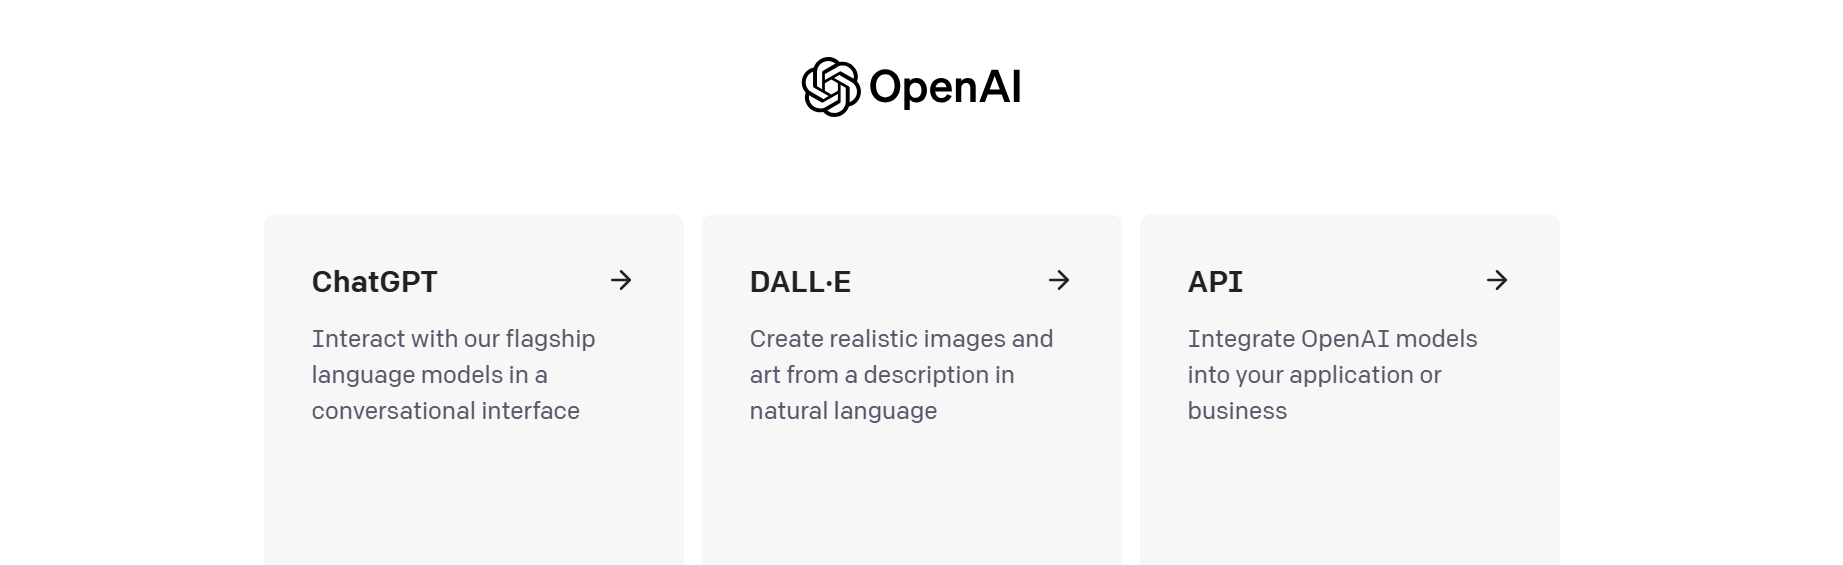 OpenAI
ChatGPT
Interact with our flagship
language models in a
conversational interface
DALL·E
Create realistic images and
art from a description in
natural language
API
Integrate OpenAI models
into your application or
business